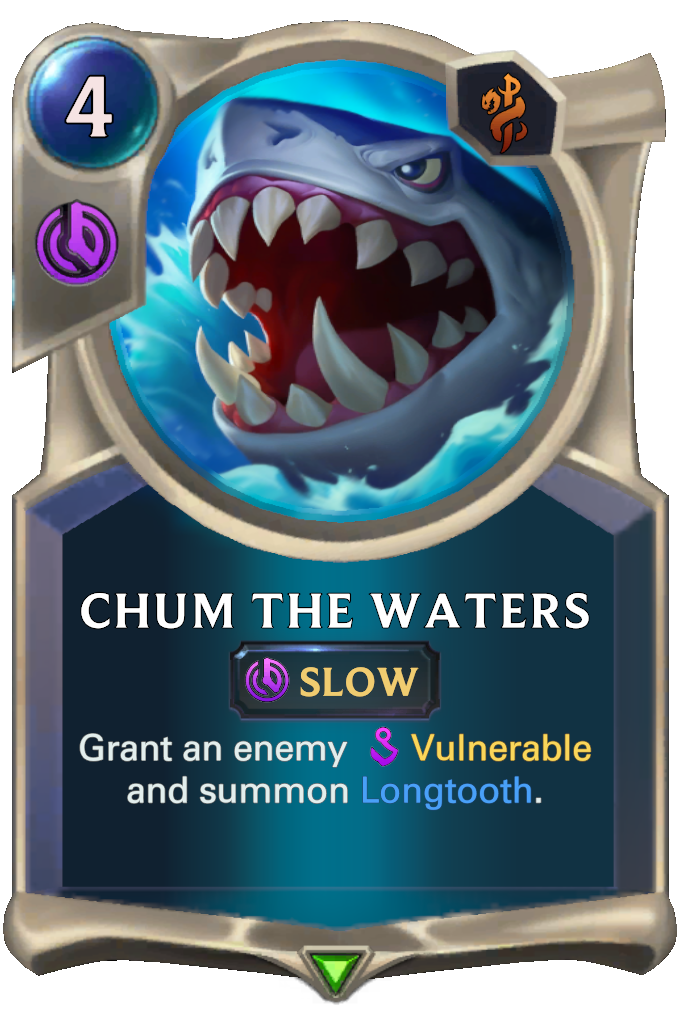 4
CHUM THE WATERS
SLOW
Grant an enemy Vulnerable
and summon Longtooth.